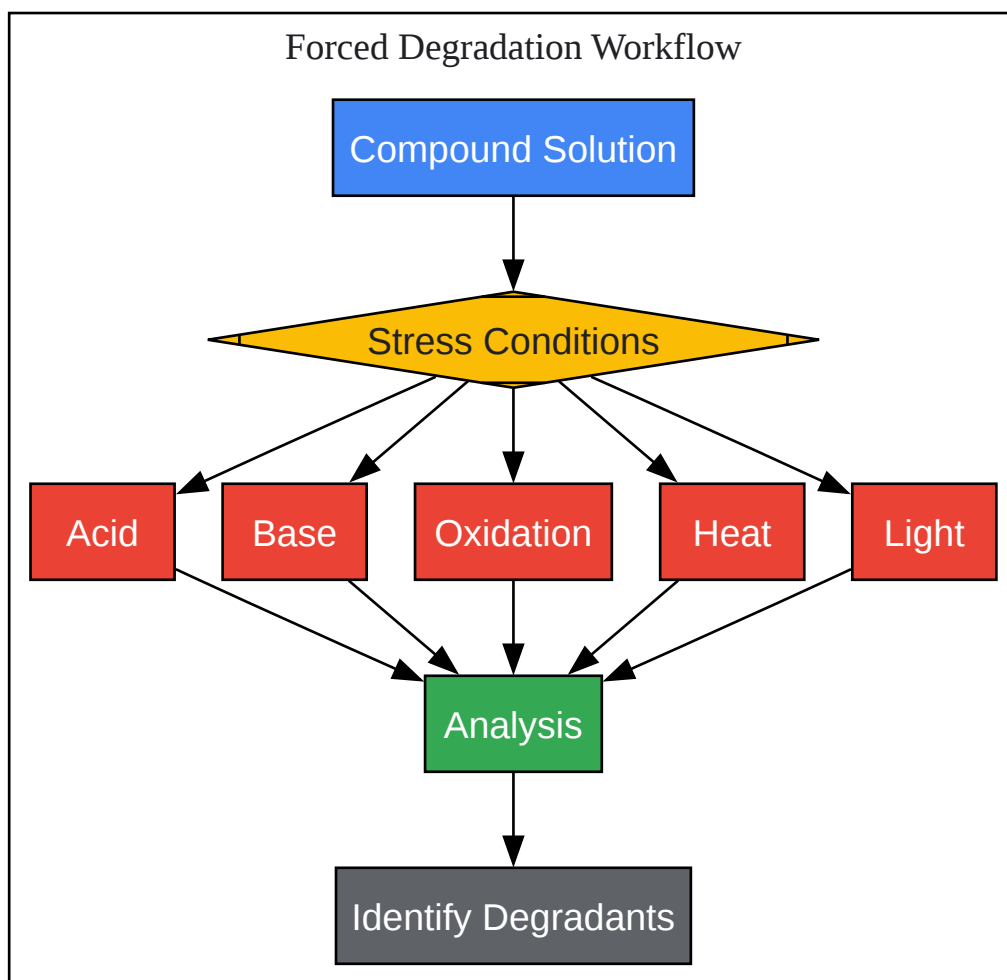 Forced Degradation Workflow
Compound Solution
Stress Conditions
Acid
Base
Oxidation
Heat
Light
Analysis
Identify Degradants